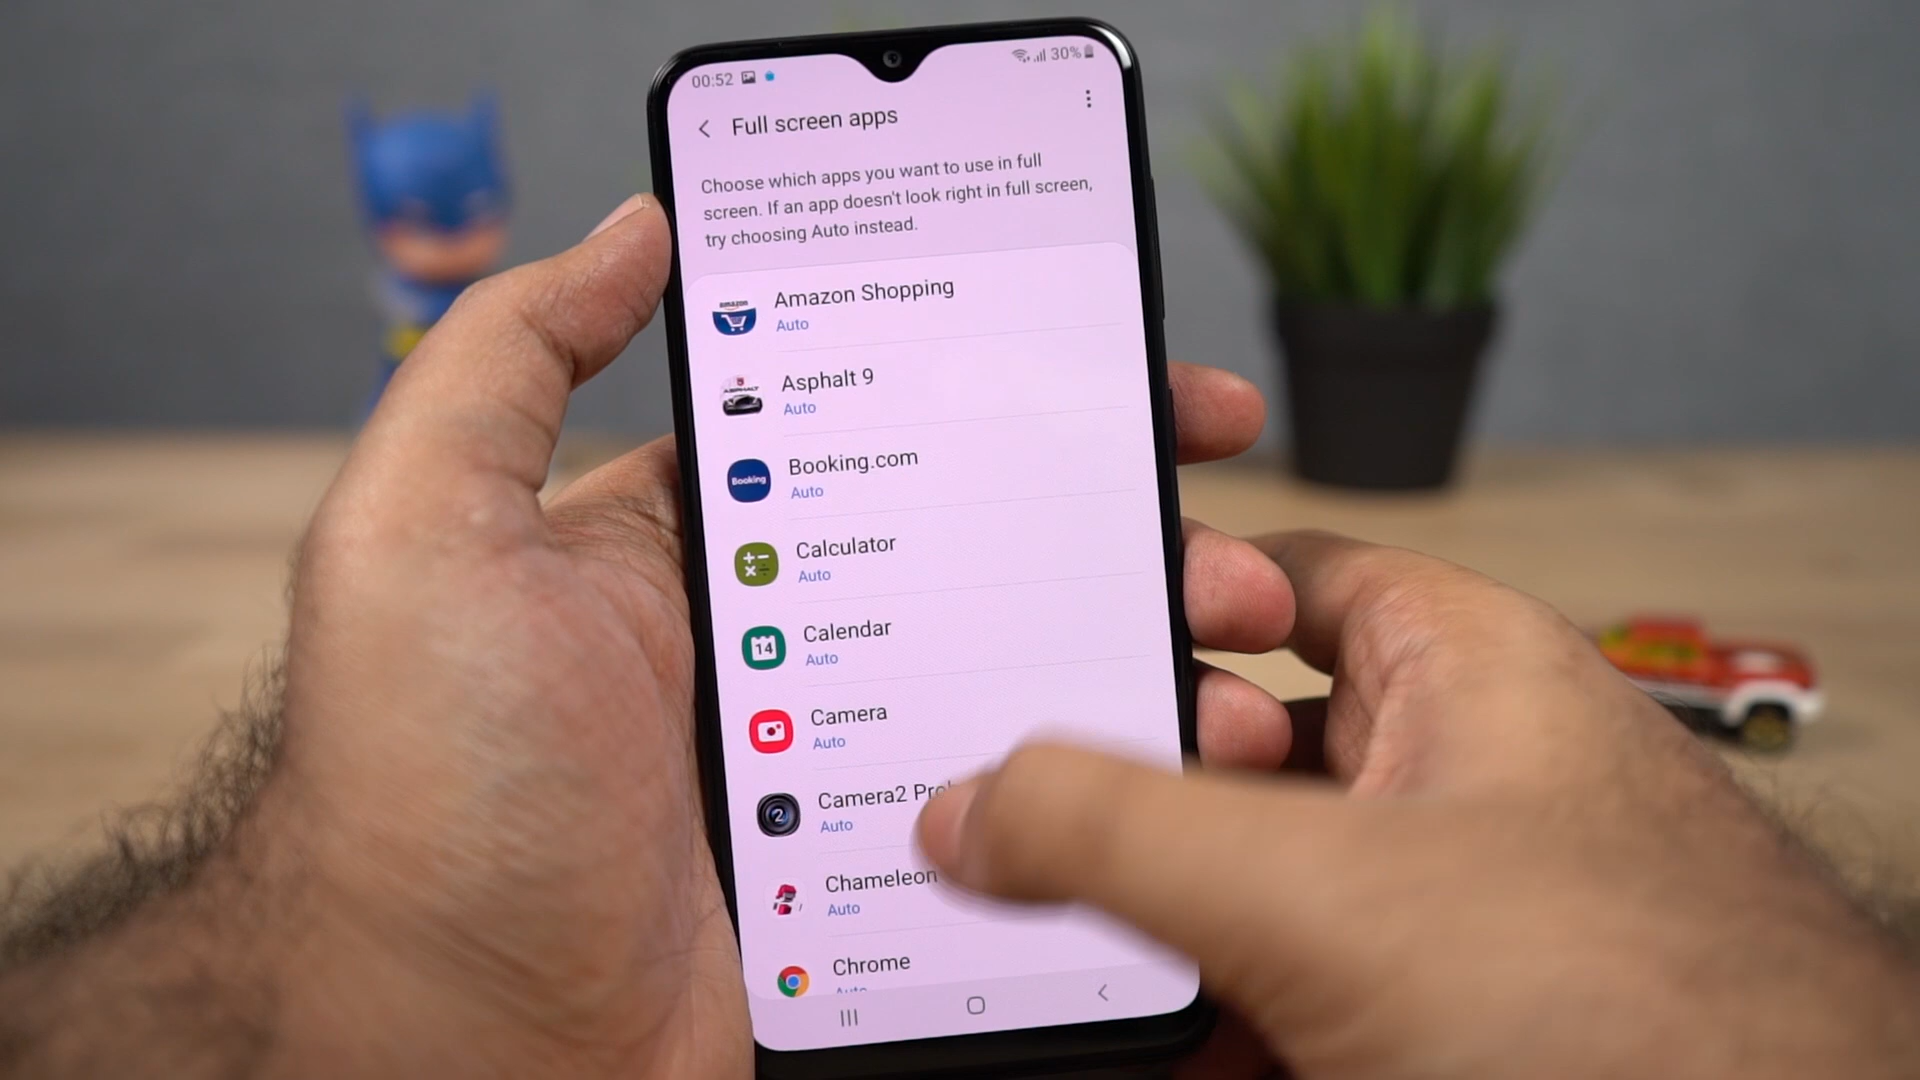 00:52
30%
Full screen apps
Choose which apps you want to use in full
screen. If an app doesn't look right in full screen,
try choosing Auto instead.
amazon
Amazon Shopping
Auto
ASPHALT
Asphalt 9
Auto
Booking
Booking.com
Auto
Calculator
Auto
14
Calendar
Auto
Camera
Auto
2
Camera2
Auto
Chameleon
Auto
Chrome
Auto